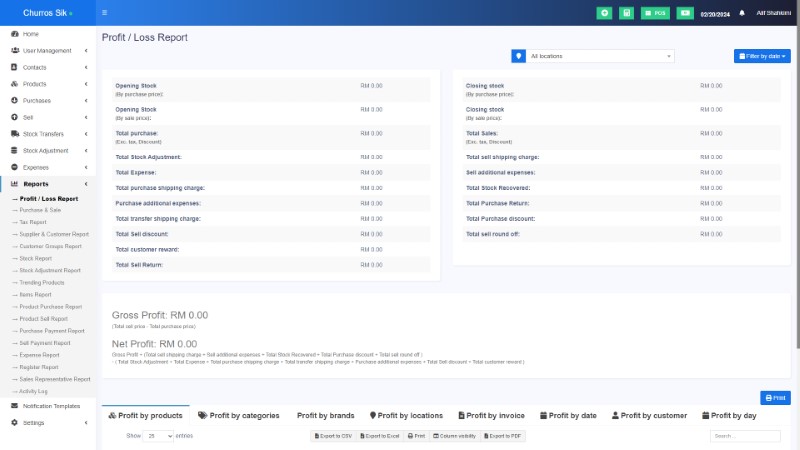 Churros Sik
POS
02/20/2024
Alif Shahromi
Home
User Management
Contacts
Products
Purchases
Sell
Stock Transfers
Stock Adjustment
Expenses
Reports
Profit / Loss Report
Purchase & Sale
Tax Report
Supplier & Customer Report
Customer Groups Report
Stock Report
Stock Adjustment Report
Trending Products
Items Report
Product Purchase Report
Product Sell Report
Purchase Payment Report
Sell Payment Report
Expense Report
Register Report
Sales Representative Report
Activity Log
Notification Templates
Settings
Profit / Loss Report
All locations
Filter by date
Opening Stock RM 0.00
(By purchase price):
Opening Stock RM 0.00
(By sale price):
Total purchase: RM 0.00
(Exc. tax, Discount)
Total Stock Adjustment: RM 0.00
Total Expense: RM 0.00
Total purchase shipping charge: RM 0.00
Purchase additional expenses: RM 0.00
Total transfer shipping charge: RM 0.00
Total Sell discount: RM 0.00
Total customer reward: RM 0.00
Total Sell Return: RM 0.00
Closing stock RM 0.00
(By purchase price):
Closing stock RM 0.00
(By sale price):
Total Sales: RM 0.00
(Exc. tax, Discount)
Total sell shipping charge: RM 0.00
Sell additional expenses: RM 0.00
Total Stock Recovered: RM 0.00
Total Purchase Return: RM 0.00
Total Purchase discount: RM 0.00
Total sell round off: RM 0.00
Gross Profit: RM 0.00
(Total sell price - Total purchase price)
Net Profit: RM 0.00
Gross Profit + (Total sell shipping charge + Sell additional expenses + Total Stock Recovered + Total Purchase discount + Total sell round off )
- ( Total Stock Adjustment + Total Expense + Total purchase shipping charge + Total transfer shipping charge + Purchase additional expenses + Total Sell discount + Total customer reward )
Print
Profit by products Profit by categories Profit by brands Profit by locations Profit by invoice Profit by date Profit by customer Profit by day
Show 25 entries
Export to CSV Export to Excel Print Column visibility Export to PDF
Search ...